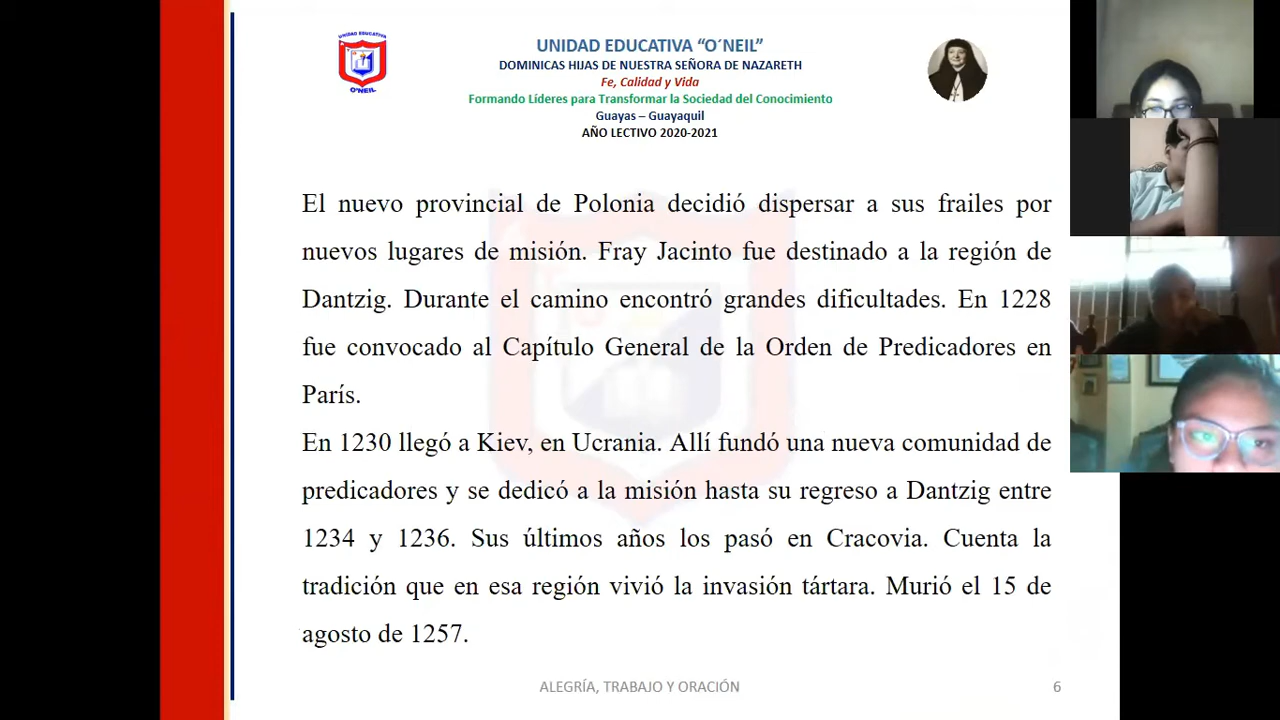 UNIDAD EDUCATIVA
O´NEIL
UNIDAD EDUCATIVA “O´NEIL”
DOMINICAS HIJAS DE NUESTRA SEÑORA DE NAZARETH
Fe, Calidad y Vida
Formando Líderes para Transformar la Sociedad del Conocimiento
Guayas – Guayaquil
AÑO LECTIVO 2020-2021
El nuevo provincial de Polonia decidió dispersar a sus frailes por
nuevos lugares de misión. Fray Jacinto fue destinado a la región de
Dantzig. Durante el camino encontró grandes dificultades. En 1228
fue convocado al Capítulo General de la Orden de Predicadores en
París.
En 1230 llegó a Kiev, en Ucrania. Allí fundó una nueva comunidad de
predicadores y se dedicó a la misión hasta su regreso a Dantzig entre
1234 y 1236. Sus últimos años los pasó en Cracovia. Cuenta la
tradición que en esa región vivió la invasión tártara. Murió el 15 de
agosto de 1257.
ALEGRÍA, TRABAJO Y ORACIÓN
6